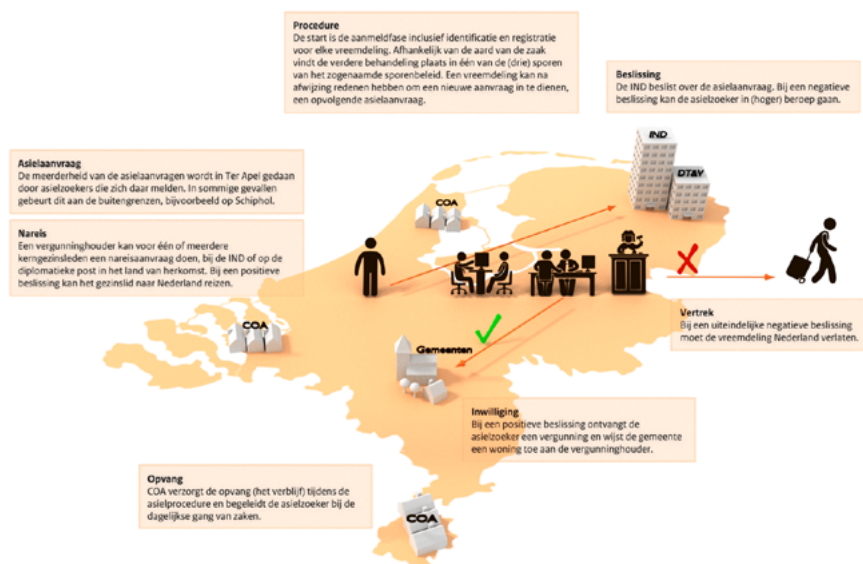 Procedure
De start is de aanmeldfase inclusief identificatie en registratie
voor elke vreemdeling. Afhankelijk van de aard van de zaak
vindt de verdere behandeling plaats in één van de (drie) sporen
van het zogenaamde sporenbeleid. Een vreemdeling kan na
afwijzing redenen hebben om een nieuwe aanvraag in te dienen,
een opvolgende asielaanvraag.
Beslissing
De IND beslist over de asielaanvraag. Bij een negatieve
beslissing kan de asielzoeker in (hoger) beroep gaan.
IND
DT&V
Asielaanvraag
De meerderheid van de asielaanvragen wordt in Ter Apel gedaan
door asielzoekers die zich daar melden. In sommige gevallen
gebeurt dit aan de buitengrenzen, bijvoorbeeld op Schiphol.
COA
Nareis
Een vergunninghouder kan voor één of meerdere
kerngezinsleden een nareisaanvraag doen, bij de IND of op de
diplomatieke post in het land van herkomst. Bij een positieve
beslissing kan het gezinslid naar Nederland reizen.
Vertrek
Bij een uiteindelijke negatieve beslissing
moet de vreemdeling Nederland verlaten.
COA
Gemeenten
Inwilliging
Bij een positieve beslissing ontvangt de
asielzoeker een vergunning en wijst de gemeente
een woning toe aan de vergunninghouder.
Opvang
COA verzorgt de opvang (het verblijf) tijdens de
asielprocedure en begeleidt de asielzoeker bij de
dagelijkse gang van zaken.
COA